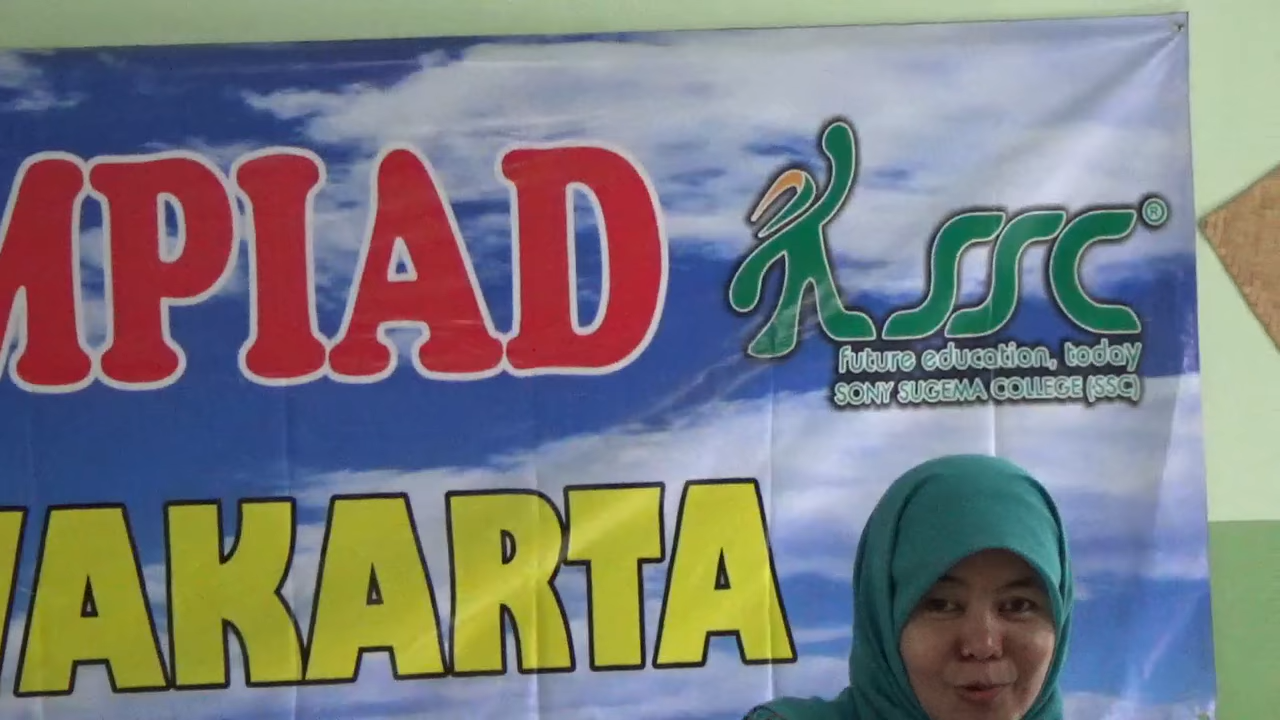 MPIAD
SSC®
future education, today
SONY SUGEMA COLLEGE (SSC)
AKARTA